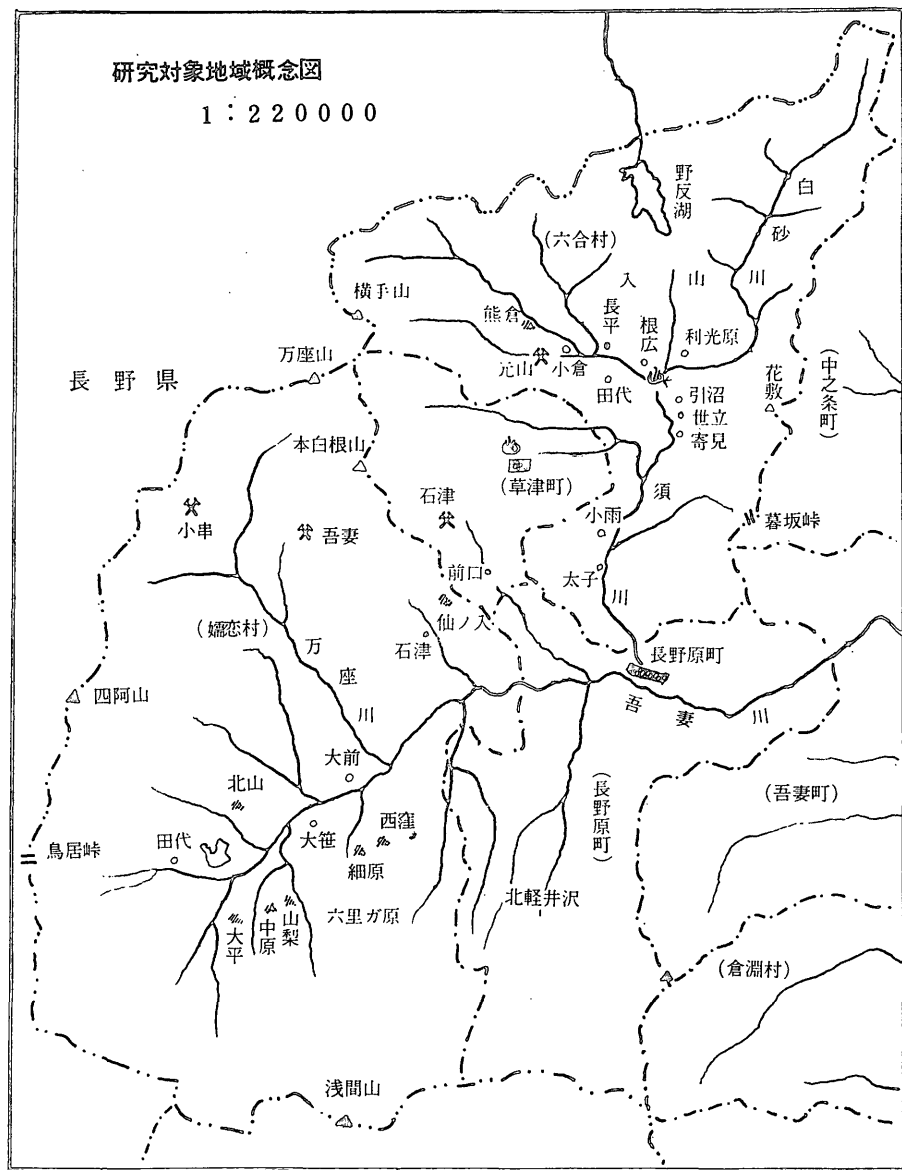 研究対象地域概念図
1：220000
野反湖
白砂川
(六合村)
入山
横手山
熊倉
長平
根広
利光原
万座山
元山
小倉
田代
花敷
(中之条町)
長野県
引沼
世立
寄見
本白根山
(草津町)
石津
須川
小串
吾妻
小雨
暮坂峠
前口
太子
仙ノ入
(嬬恋村)
石津
万座川
長野原町
吾妻川
四阿山
大前
北山
(長野原町)
(吾妻町)
西窪
鳥居峠
田代
大笹
細原
六里ガ原
北軽井沢
大平
中原
山梨
(倉淵村)
浅間山